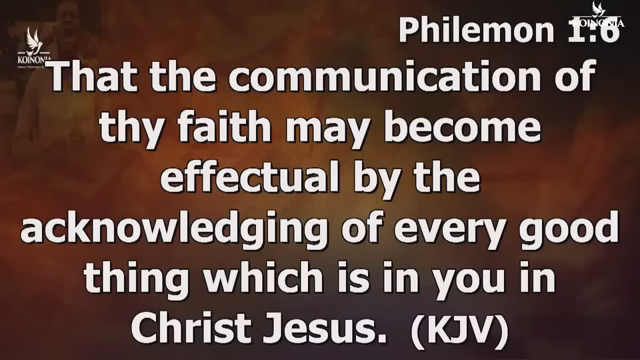 Philemon 1:6
KOINONIA
KOINONIA
That the communication of
thy faith may become
effectual by the
acknowledging of every good
thing which is in you in
Christ Jesus. (KJV)